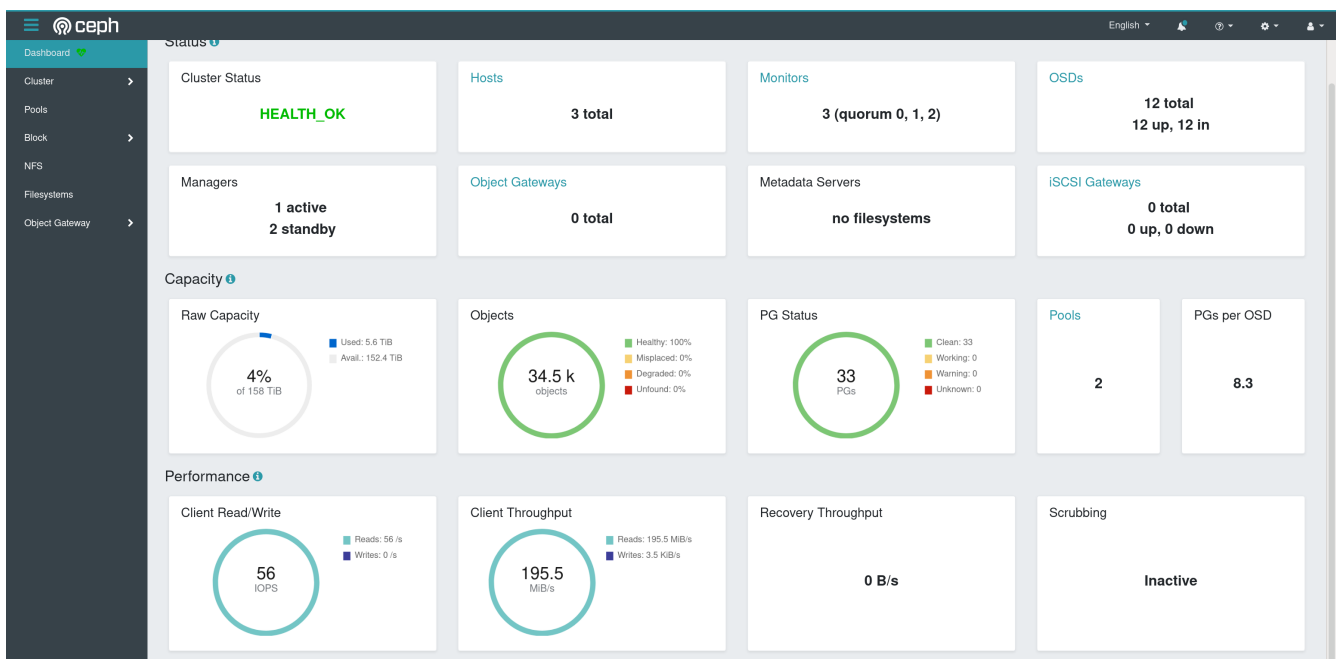 ceph
English
Dashboard
Cluster
Pools
Block
NFS
Filesystems
Object Gateway
Status
Cluster Status
HEALTH_OK
Hosts
3 total
Monitors
3 (quorum 0, 1, 2)
OSDs
12 total
12 up, 12 in
Managers
1 active
2 standby
Object Gateways
0 total
Metadata Servers
no filesystems
iSCSI Gateways
0 total
0 up, 0 down
Capacity
Raw Capacity
4%
of 158 TiB
Used: 5.6 TiB
Avail.: 152.4 TiB
Objects
34.5 k
objects
Healthy: 100%
Misplaced: 0%
Degraded: 0%
Unfound: 0%
PG Status
33
PGs
Clean: 33
Working: 0
Warning: 0
Unknown: 0
Pools
2
PGs per OSD
8.3
Performance
Client Read/Write
56
IOPS
Reads: 56 /s
Writes: 0 /s
Client Throughput
195.5
MiB/s
Reads: 195.5 MiB/s
Writes: 3.5 KiB/s
Recovery Throughput
0 B/s
Scrubbing
Inactive